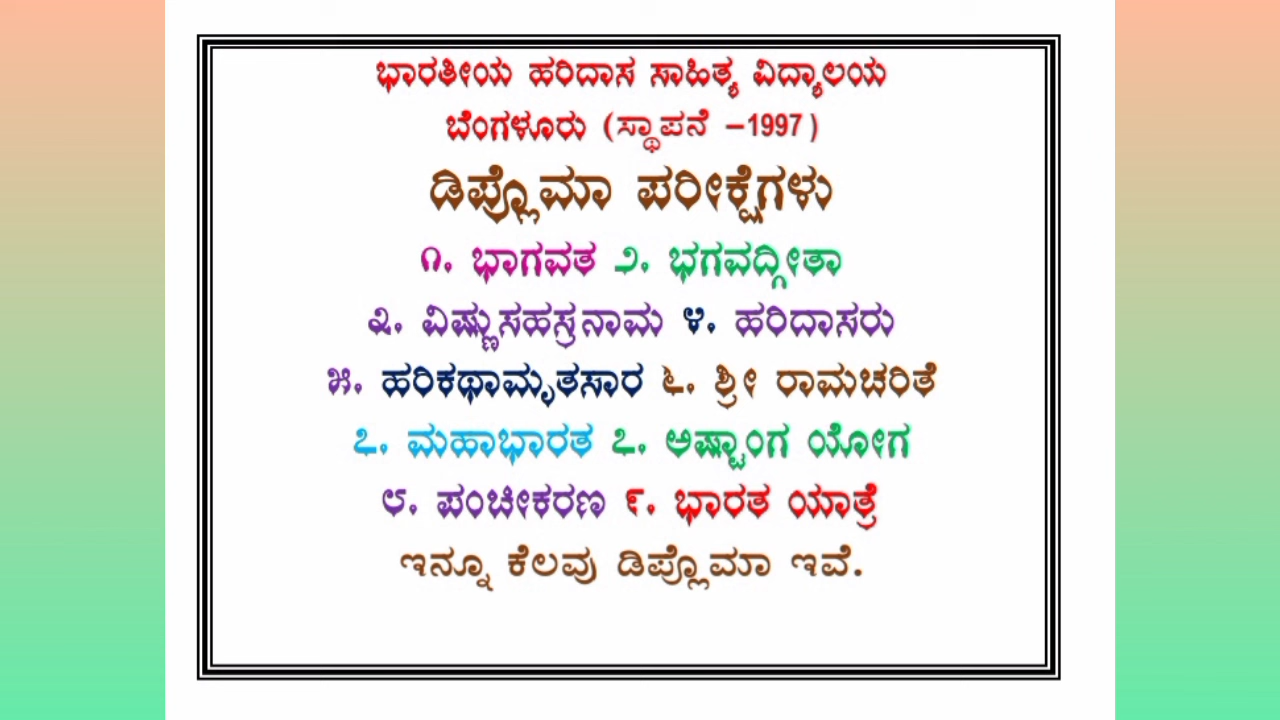 ಭಾರತೀಯ ಹರಿದಾಸ ಸಾಹಿತ್ಯ ವಿದ್ಯಾಲಯ
ಬೆಂಗಳೂರು (ಸ್ಥಾಪನೆ –1997 )
ಡಿಪ್ಲೊಮಾ ಪರೀಕ್ಷೆಗಳು
೧. ಭಾಗವತ ೨. ಭಗವದ್ಗೀತಾ
೩. ವಿಷ್ಣುಸಹಸ್ರನಾಮ ೪. ಹರಿದಾಸರು
೫. ಹರಿಕಥಾಮೃತಸಾರ ೬. ಶ್ರೀ ರಾಮಚರಿತೆ
೭. ಮಹಾಭಾರತ ೭. ಅಷ್ಟಾಂಗ ಯೋಗ
೮. ಪಂಚೀಕರಣ ೯. ಭಾರತ ಯಾತ್ರೆ
ಇನ್ನೂ ಕೆಲವು ಡಿಪ್ಲೊಮಾ ಇವೆ.